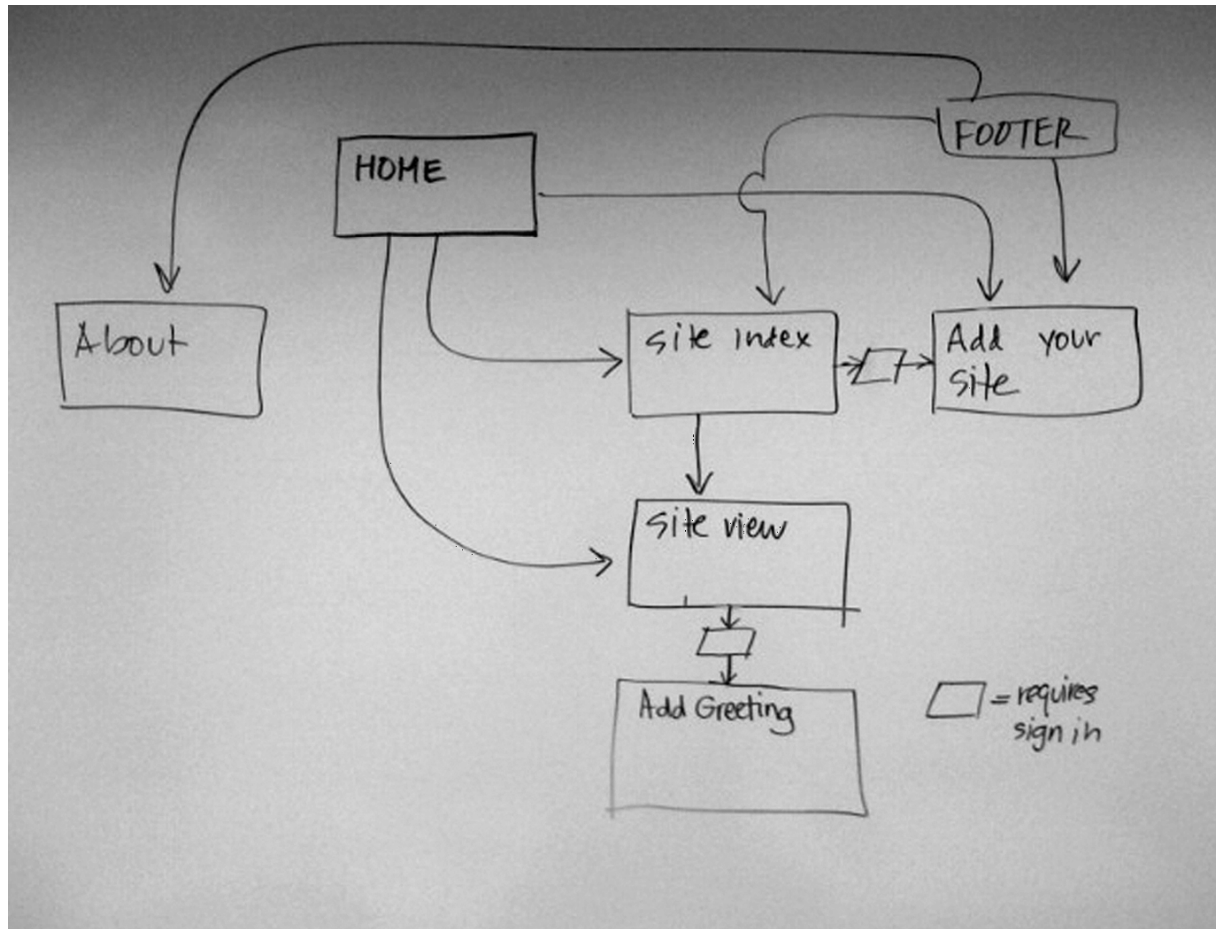 FOOTER
HOME
About
Site index
Add your
site
Site view
Add Greeting
= requires
sign in